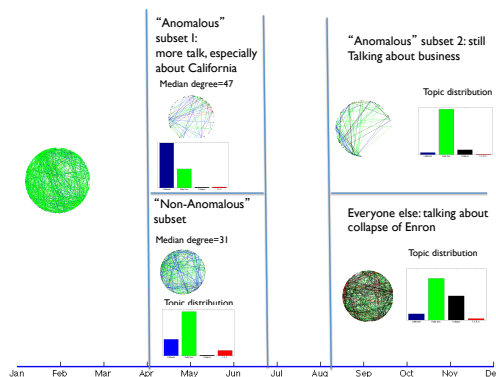 “Anomalous”
subset 1:
more talk, especially
about California
Median degree=47
“Non-Anomalous”
subset
Median degree=31
Topic distribution
“Anomalous” subset 2: still
Talking about business
Topic distribution
Everyone else: talking about
collapse of Enron
Topic distribution
Jan Feb Mar Apr May Jun Jul Aug Sep Oct Nov De